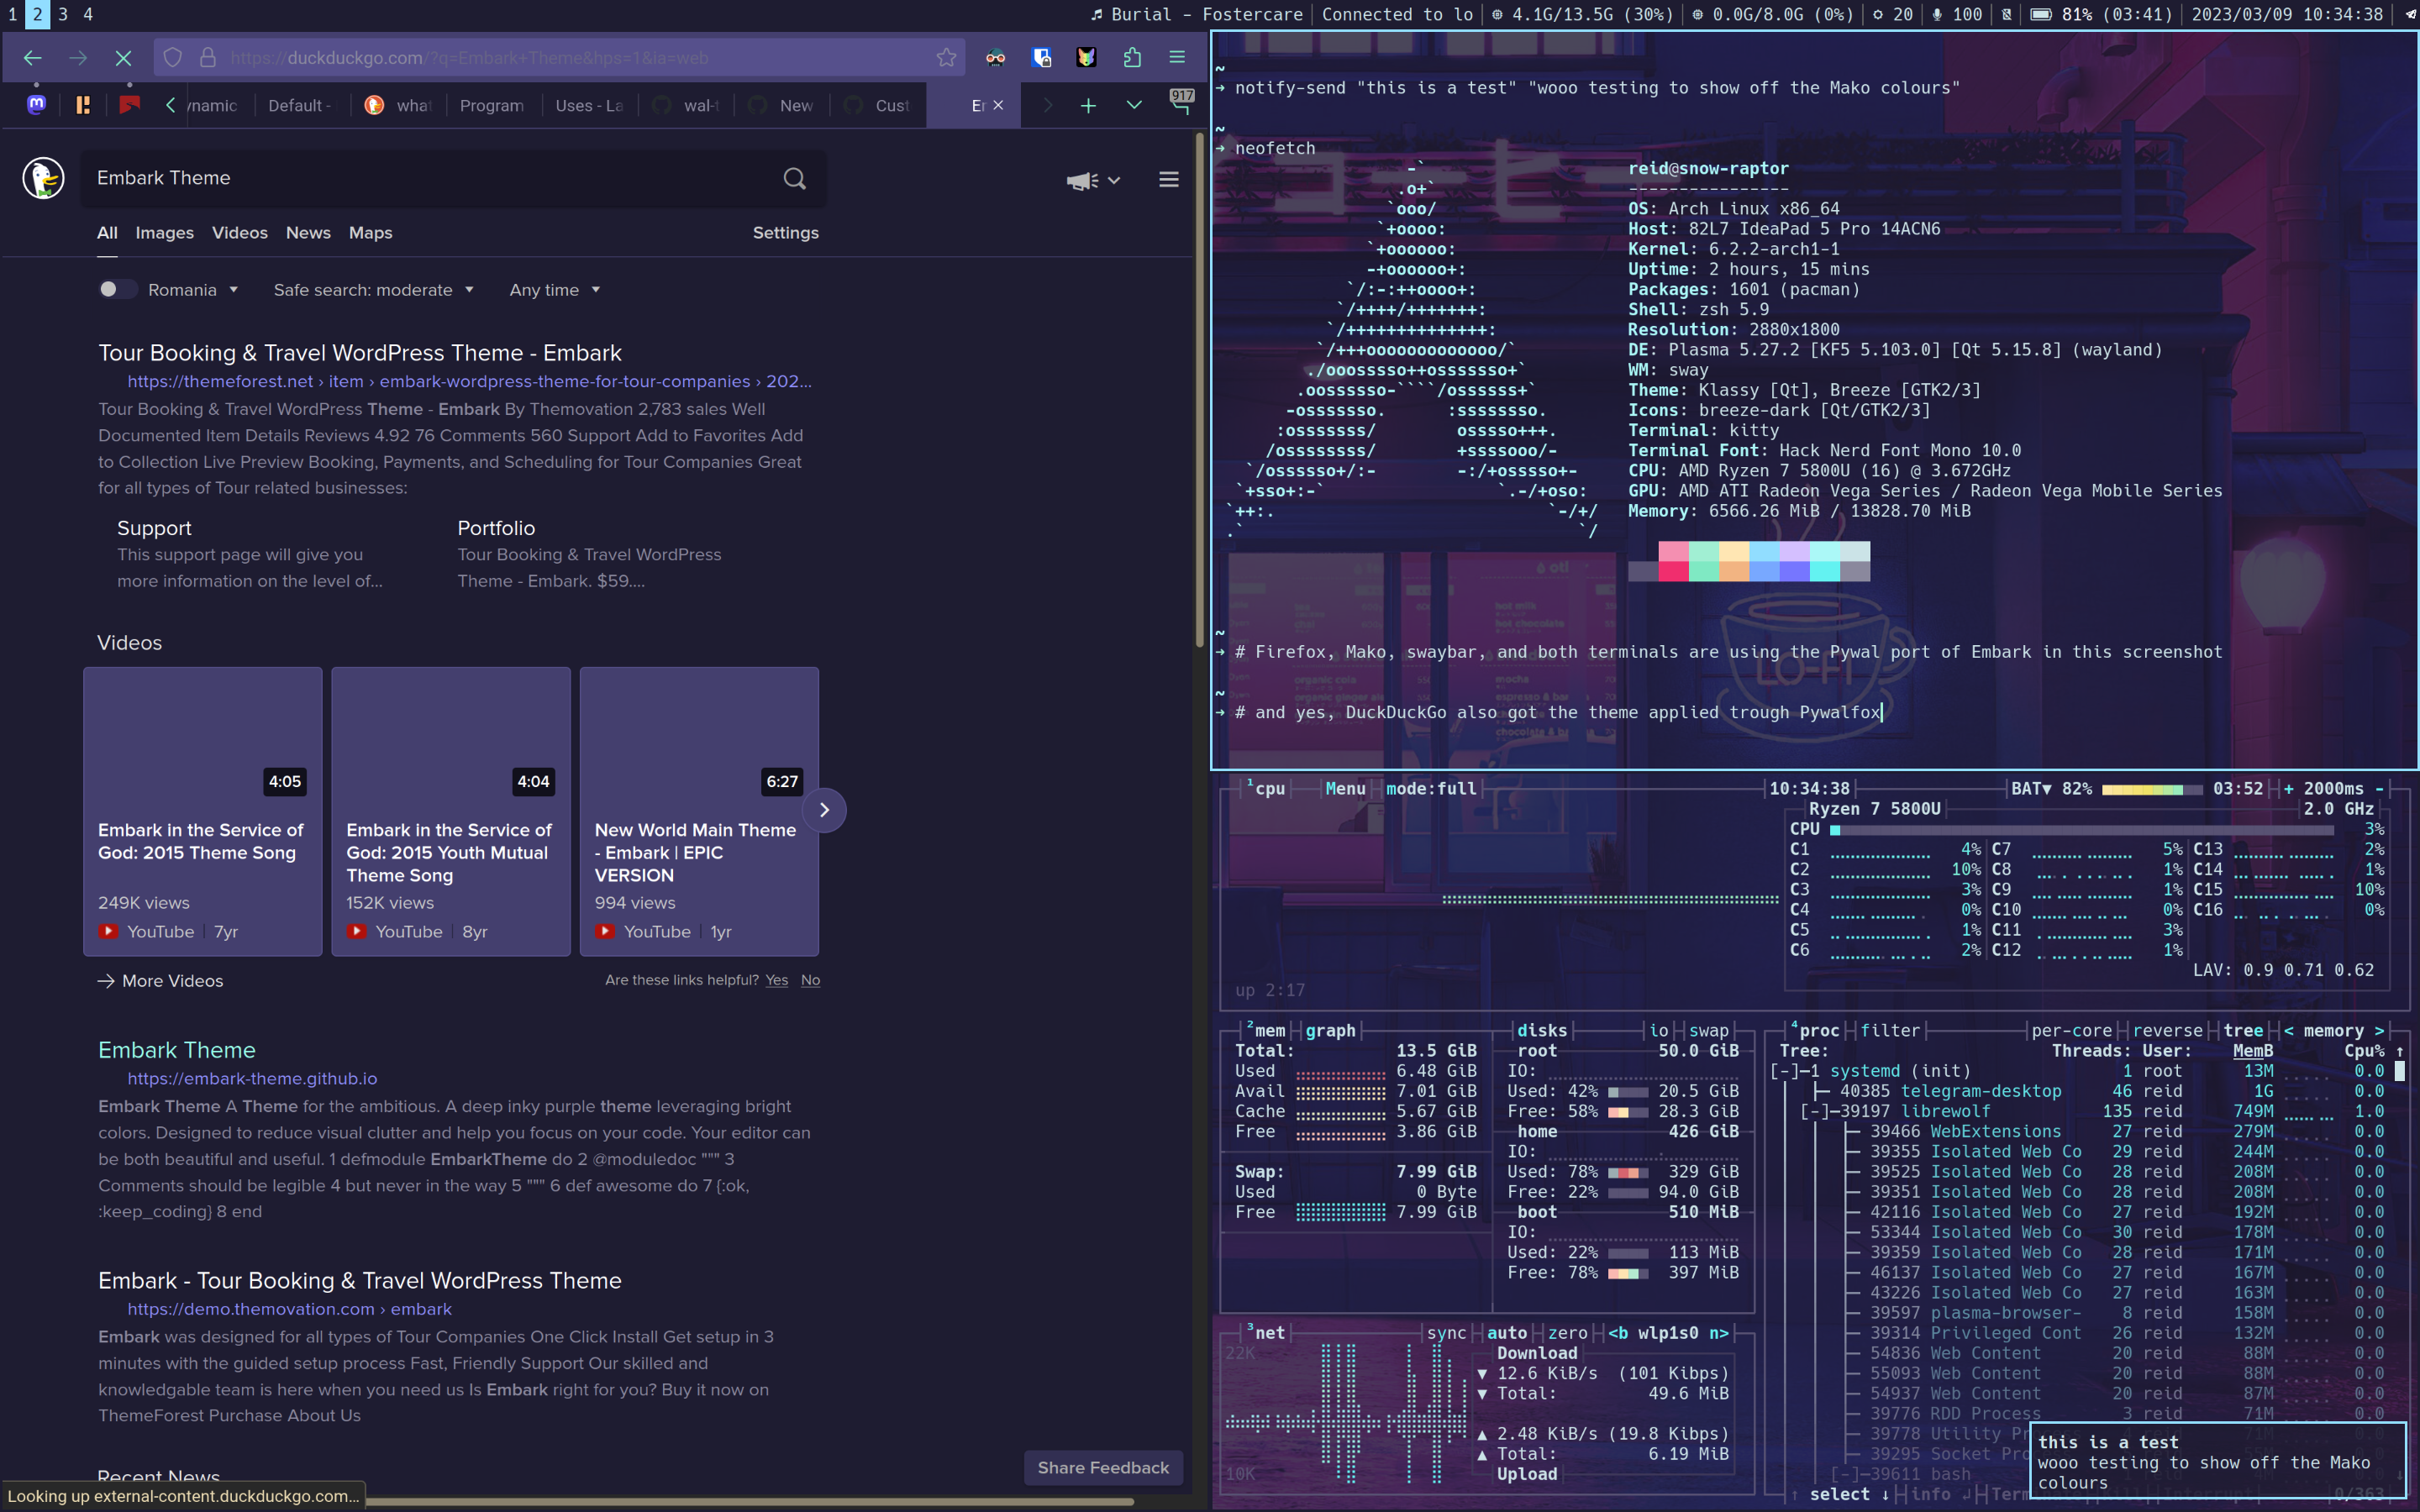 1 2 3 4
Burial - Fostercare
Connected to lo
4.1G/13.5G (30%)
0.0G/8.0G (0%)
20
100
81% (03:41)
2023/03/09 10:34:38
https://duckduckgo.com/?q=Embark+Theme&hps=1&ia=web
ynamic
Default -
what
Program
Uses - La
wal-t
New
Cust
Er
917
Embark Theme
All
Images
Videos
News
Maps
Settings
Romania
Safe search: moderate
Any time
Tour Booking & Travel WordPress Theme - Embark
https://themeforest.net › item › embark-wordpress-theme-for-tour-companies › 202...
Tour Booking & Travel WordPress Theme - Embark By Themovation 2,783 sales Well
Documented Item Details Reviews 4.92 76 Comments 560 Support Add to Favorites Add
to Collection Live Preview Booking, Payments, and Scheduling for Tour Companies Great
for all types of Tour related businesses:
Support
This support page will give you
more information on the level of...
Portfolio
Tour Booking & Travel WordPress
Theme - Embark. $59....
Videos
4:05
Embark in the Service of
God: 2015 Theme Song
249K views
YouTube 7yr
4:04
Embark in the Service of
God: 2015 Youth Mutual
Theme Song
152K views
YouTube 8yr
6:27
New World Main Theme
- Embark | EPIC
VERSION
994 views
YouTube 1yr
More Videos
Are these links helpful? Yes No
Embark Theme
https://embark-theme.github.io
Embark Theme A Theme for the ambitious. A deep inky purple theme leveraging bright
colors. Designed to reduce visual clutter and help you focus on your code. Your editor can
be both beautiful and useful. 1 defmodule EmbarkTheme do 2 @moduledoc """ 3
Comments should be legible 4 but never in the way 5 """ 6 def awesome do 7 {:ok,
:keep_coding} 8 end
Embark - Tour Booking & Travel WordPress Theme
https://demo.themovation.com › embark
Embark was designed for all types of Tour Companies One Click Install Get setup in 3
minutes with the guided setup process Fast, Friendly Support Our skilled and
knowledgable team is here when you need us Is Embark right for you? Buy it now on
ThemeForest Purchase About Us
Recent News
Share Feedback
Looking up external-content.duckduckgo.com...
~
→ notify-send "this is a test" "wooo testing to show off the Mako colours"
~
→ neofetch
reid@snow-raptor
----------------
OS: Arch Linux x86_64
Host: 82L7 IdeaPad 5 Pro 14ACN6
Kernel: 6.2.2-arch1-1
Uptime: 2 hours, 15 mins
Packages: 1601 (pacman)
Shell: zsh 5.9
Resolution: 2880x1800
DE: Plasma 5.27.2 [KF5 5.103.0] [Qt 5.15.8] (wayland)
WM: sway
Theme: Klassy [Qt], Breeze [GTK2/3]
Icons: breeze-dark [Qt/GTK2/3]
Terminal: kitty
Terminal Font: Hack Nerd Font Mono 10.0
CPU: AMD Ryzen 7 5800U (16) @ 3.672GHz
GPU: AMD ATI Radeon Vega Series / Radeon Vega Mobile Series
Memory: 6566.26 MiB / 13828.70 MiB
~
→ # Firefox, Mako, swaybar, and both terminals are using the Pywal port of Embark in this screenshot
~
→ # and yes, DuckDuckGo also got the theme applied trough Pywalfox
LO-FI
hot milk
hot chocolate
organic cola
mocha
1cpu Menu mode:full 10:34:38 BAT▼ 82% 03:52 + 2000ms -
Ryzen 7 5800U 2.0 GHz
CPU 3%
C1 4% C7 5% C13 2%
C2 10% C8 1% C14 1%
C3 3% C9 1% C15 10%
C4 0% C10 0% C16 0%
C5 1% C11 3%
C6 2% C12 1%
LAV: 0.9 0.71 0.62
up 2:17
2mem graph
Total: 13.5 GiB
Used 6.48 GiB
Avail 7.01 GiB
Cache 5.67 GiB
Free 3.86 GiB
Swap: 7.99 GiB
Used 0 Byte
Free 7.99 GiB
disks io swap
root 50.0 GiB
IO:
Used: 42% 20.5 GiB
Free: 58% 28.3 GiB
home 426 GiB
IO:
Used: 78% 329 GiB
Free: 22% 94.0 GiB
boot 510 MiB
IO:
Used: 22% 113 MiB
Free: 78% 397 MiB
3net sync auto zero <b wlp1s0 n>
22K
10K
Download
▼ 12.6 KiB/s (101 Kibps)
▼ Total: 49.6 MiB
▲ 2.48 KiB/s (19.8 Kibps)
▲ Total: 6.19 MiB
Upload
4proc filter per-core reverse tree < memory >
Tree: Threads: User: MemB Cpu% ↑
[-]─1 systemd (init) 1 root 13M 0.0
40385 telegram-desktop 46 reid 1G 0.0
[-]─39197 librewolf 135 reid 749M 1.0
39466 WebExtensions 27 reid 279M 0.0
39355 Isolated Web Co 29 reid 244M 0.0
39525 Isolated Web Co 28 reid 208M 0.0
39351 Isolated Web Co 28 reid 208M 0.0
42116 Isolated Web Co 27 reid 192M 0.0
53344 Isolated Web Co 30 reid 178M 0.0
39359 Isolated Web Co 28 reid 171M 0.0
46137 Isolated Web Co 27 reid 167M 0.0
43226 Isolated Web Co 27 reid 163M 0.0
39597 plasma-browser- 8 reid 158M 0.0
39314 Privileged Cont 26 reid 132M 0.0
54836 Web Content 20 reid 88M 0.0
55093 Web Content 20 reid 88M 0.0
54937 Web Content 20 reid 87M 0.0
39776 RDD Process 3 reid 71M 0.0
39778 Utility Pr
39295 Socket Pro
[-]─39611 bash
↑ select ↓ info ↲ Term 0/363
this is a test
wooo testing to show off the Mako
colours